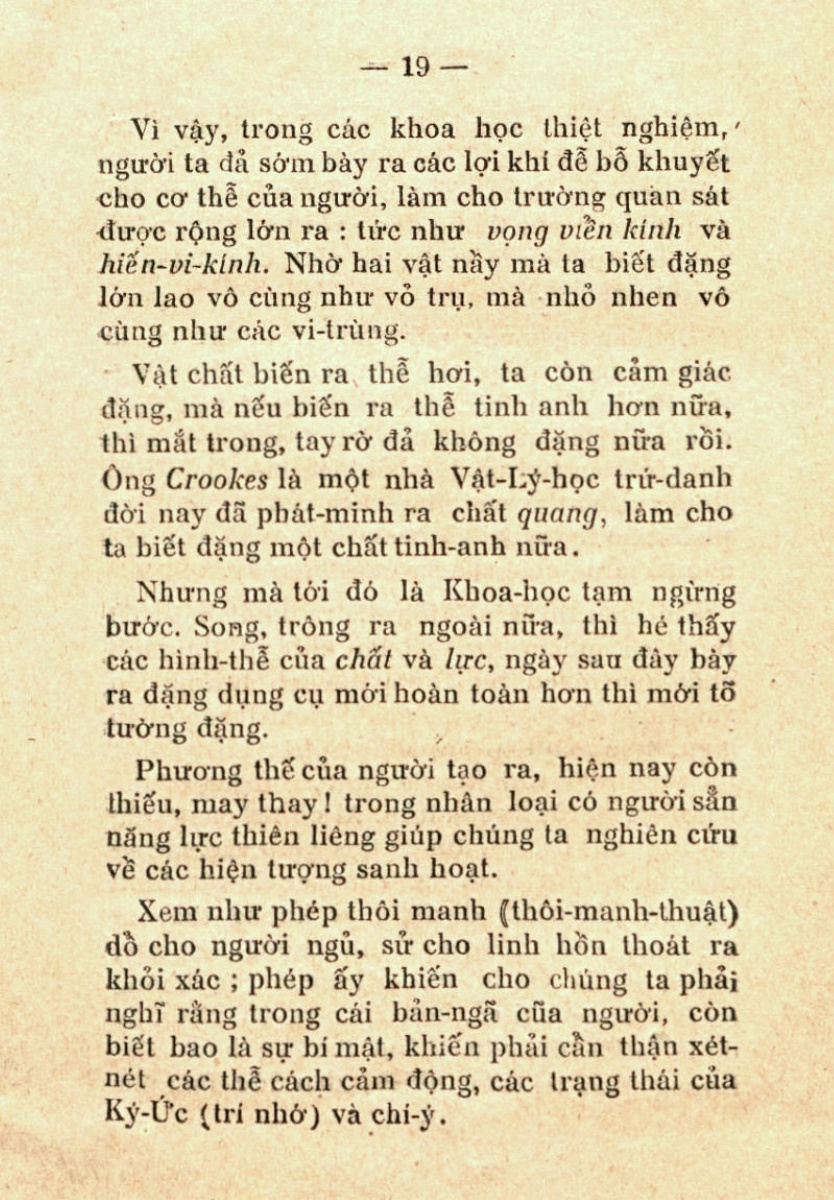 — 19 —
Vì vậy, trong các khoa học thiệt nghiệm,
người ta đả sớm bày ra các lợi khí để bỗ khuyết
cho cơ thễ của người, làm cho trường quan sát
được rộng lớn ra : tức như vọng viển kính và
hiến-vi-kính. Nhờ hai vật nầy mà ta biết đặng
lớn lao vô cùng như vỏ trụ, mà nhỏ nhen vô
cùng như các vi-trùng.
Vật chất biến ra thễ hơi, ta còn cảm giác
đặng, mà nếu biến ra thễ tinh anh hơn nữa,
thì mắt trong, tay rờ đả không đặng nữa rồi.
Ông Crookes là một nhà Vật-Lý-học trứ-danh
đời nay đã phát-minh ra chất quang, làm cho
ta biết đặng một chất tinh-anh nữa.
Nhưng mà tới đó là Khoa-học tạm ngừng
bước. Song, trông ra ngoài nữa, thì hé thấy
các hình-thễ của chất và lực, ngày sau đây bày
ra đặng dụng cụ mới hoàn toàn hơn thì mới tõ
tường đặng.
Phương thế của người tạo ra, hiện nay còn
thiếu, may thay! trong nhân loại có người sẳn
năng lực thiên liêng giúp chúng ta nghiên cứu
về các hiện tượng sanh hoạt.
Xem như phép thôi manh (thôi-manh-thuật)
dồ cho người ngủ, sử cho linh hồn thoát ra
khỏi xác ; phép ấy khiến cho chúng ta phải
nghĩ rằng trong cái bản-ngã cũa người, còn
biết bao là sự bí mật, khiến phải cần thận xét-
nét các thễ cách cảm động, các trạng thái của
Ký-Ức (trí nhớ) và chí-ý.